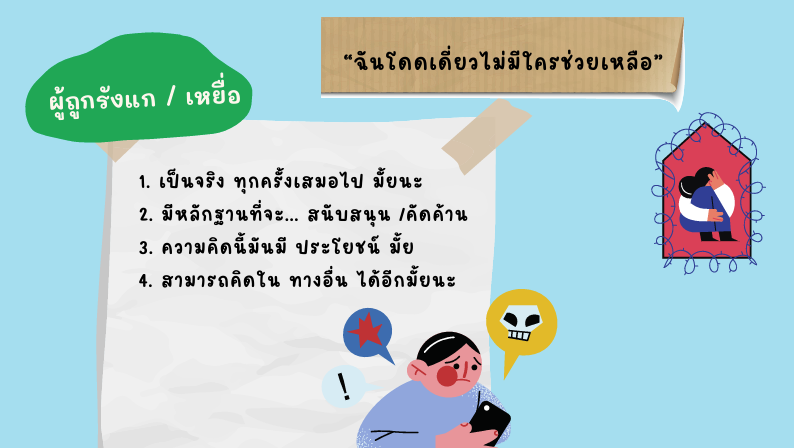 ผู้ถูกรังแก / เหยื่อ
“ฉันโดดเดี่ยวไม่มีใครช่วยเหลือ”
1. เป็นจริง ทุกครั้งเสมอไป มั้ยนะ
2. มีหลักฐานที่จะ... สนับสนุน /คัดค้าน
3. ความคิดนี้มันมี ประโยชน์ มั้ย
4. สามารถคิดใน ทางอื่น ได้อีกมั้ยนะ
!